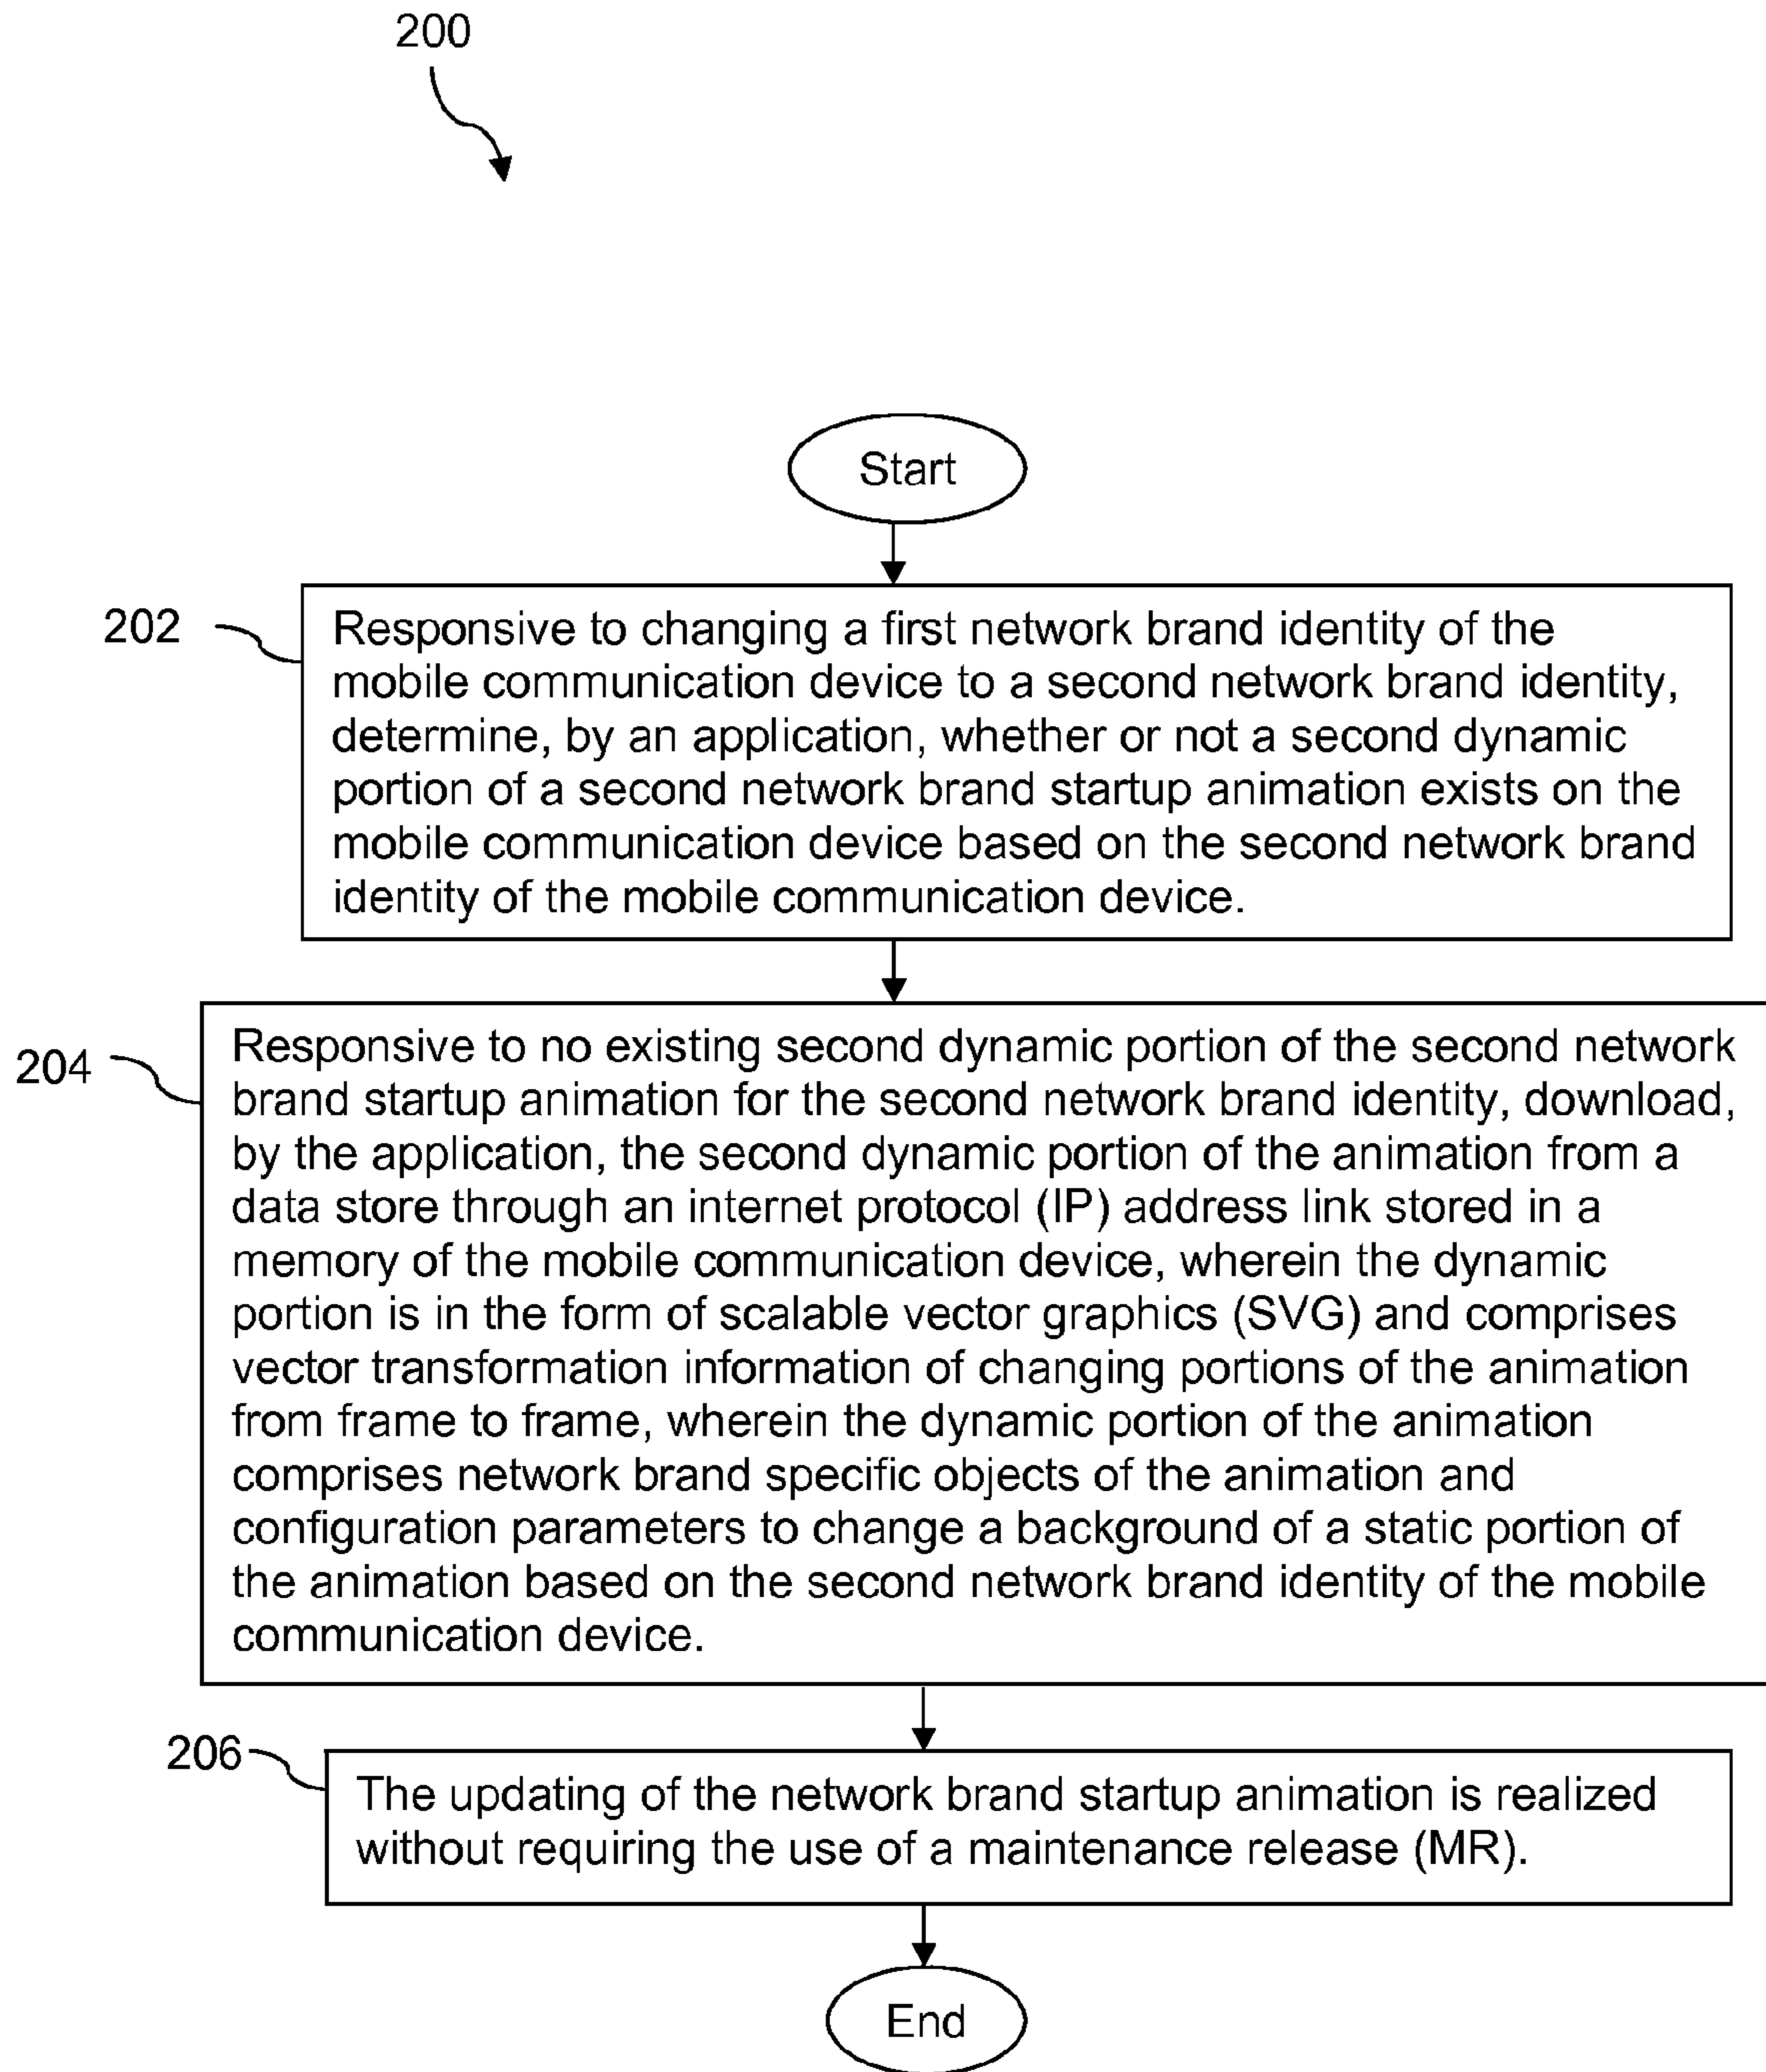 200
Start
202
Responsive to changing a first network brand identity of the
mobile communication device to a second network brand identity,
determine, by an application, whether or not a second dynamic
portion of a second network brand startup animation exists on the
mobile communication device based on the second network brand
identity of the mobile communication device.
204
Responsive to no existing second dynamic portion of the second network
brand startup animation for the second network brand identity, download,
by the application, the second dynamic portion of the animation from a
data store through an internet protocol (IP) address link stored in a
memory of the mobile communication device, wherein the dynamic
portion is in the form of scalable vector graphics (SVG) and comprises
vector transformation information of changing portions of the animation
from frame to frame, wherein the dynamic portion of the animation
comprises network brand specific objects of the animation and
configuration parameters to change a background of a static portion of
the animation based on the second network brand identity of the mobile
communication device.
206
The updating of the network brand startup animation is realized
without requiring the use of a maintenance release (MR).
End